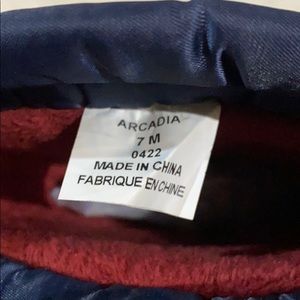 ARCADIA
7 M
0422
MADE IN CHINA
FABRIQUE EN CHINE